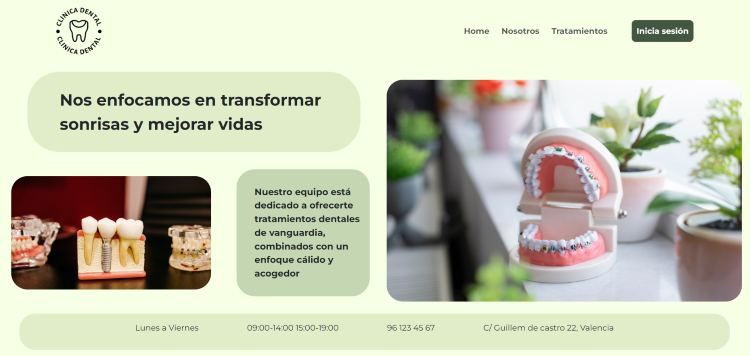 CLINICA DENTAL
CLINICA DENTAL
Home Nosotros Tratamientos Inicia sesión
Nos enfocamos en transformar
sonrisas y mejorar vidas
Nuestro equipo está
dedicado a ofrecerte
tratamientos dentales
de vanguardia,
combinados con un
enfoque cálido y
acogedor
Lunes a Viernes 09:00-14:00 15:00-19:00 96 123 45 67 C/ Guillem de castro 22, Valencia